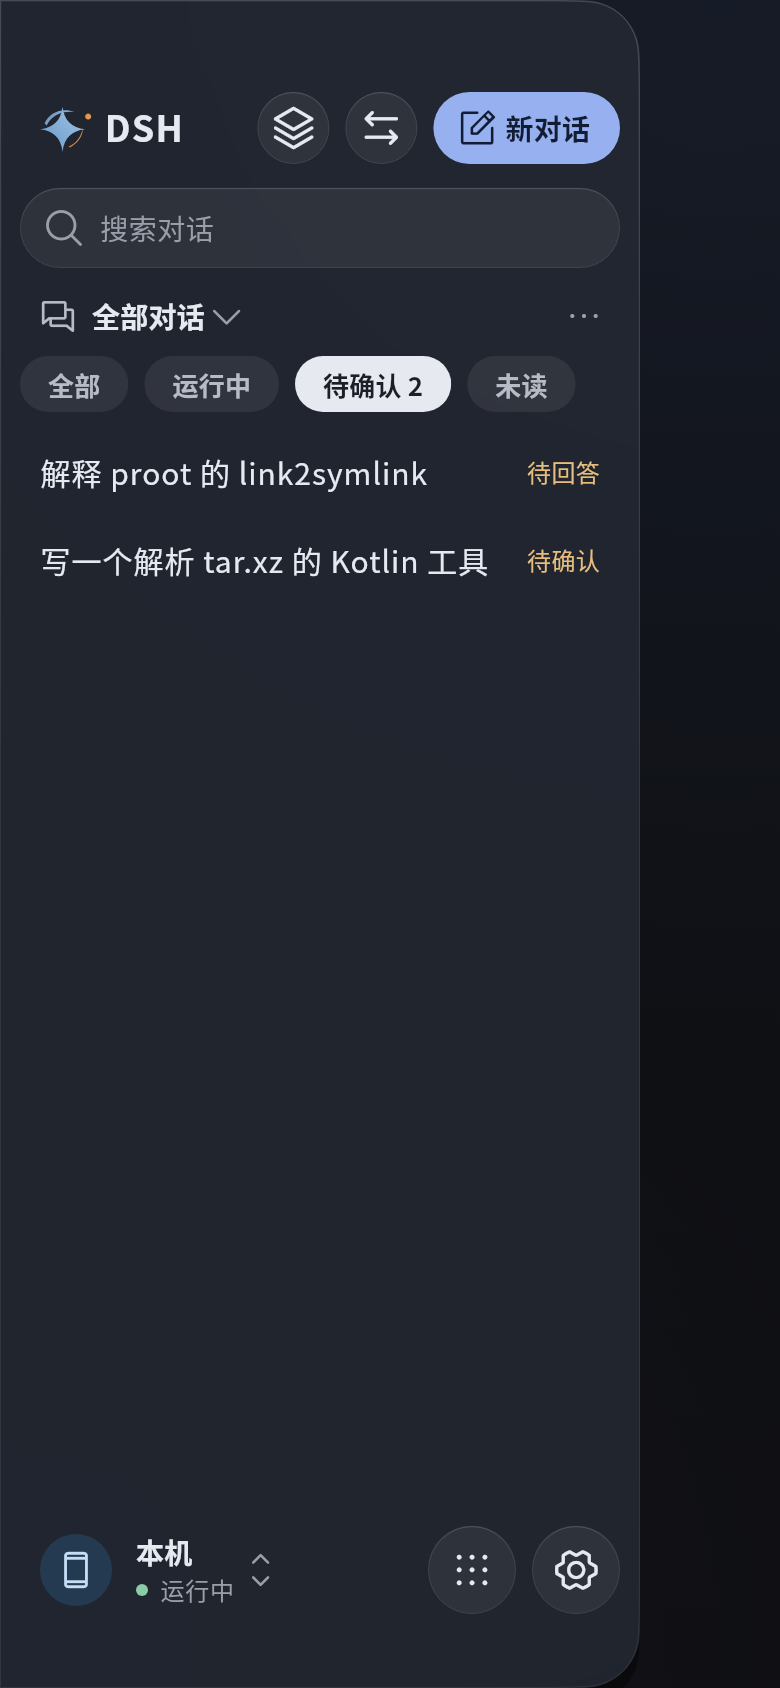 DSH
新对话
搜索对话
全部对话
全部 运行中 待确认 2 未读
解释 proot 的 link2symlink 待回答
写一个解析 tar.xz 的 Kotlin 工具 待确认
本机
运行中